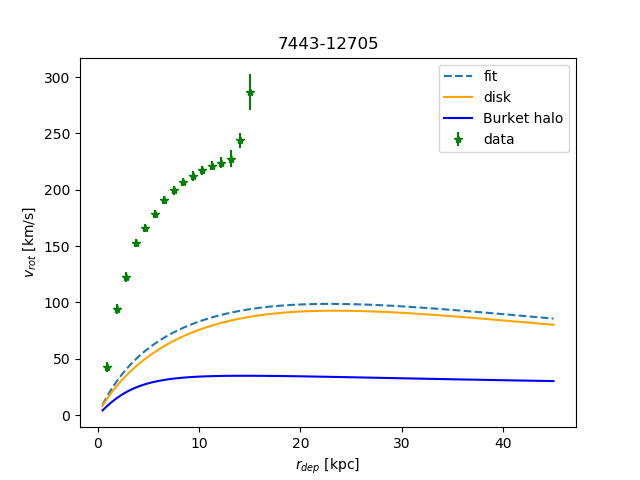 7443-12705
300
250
200
150
100
50
0
v_rot [km/s]
fit
disk
Burket halo
data
0 10 20 30 40
r_dep [kpc]